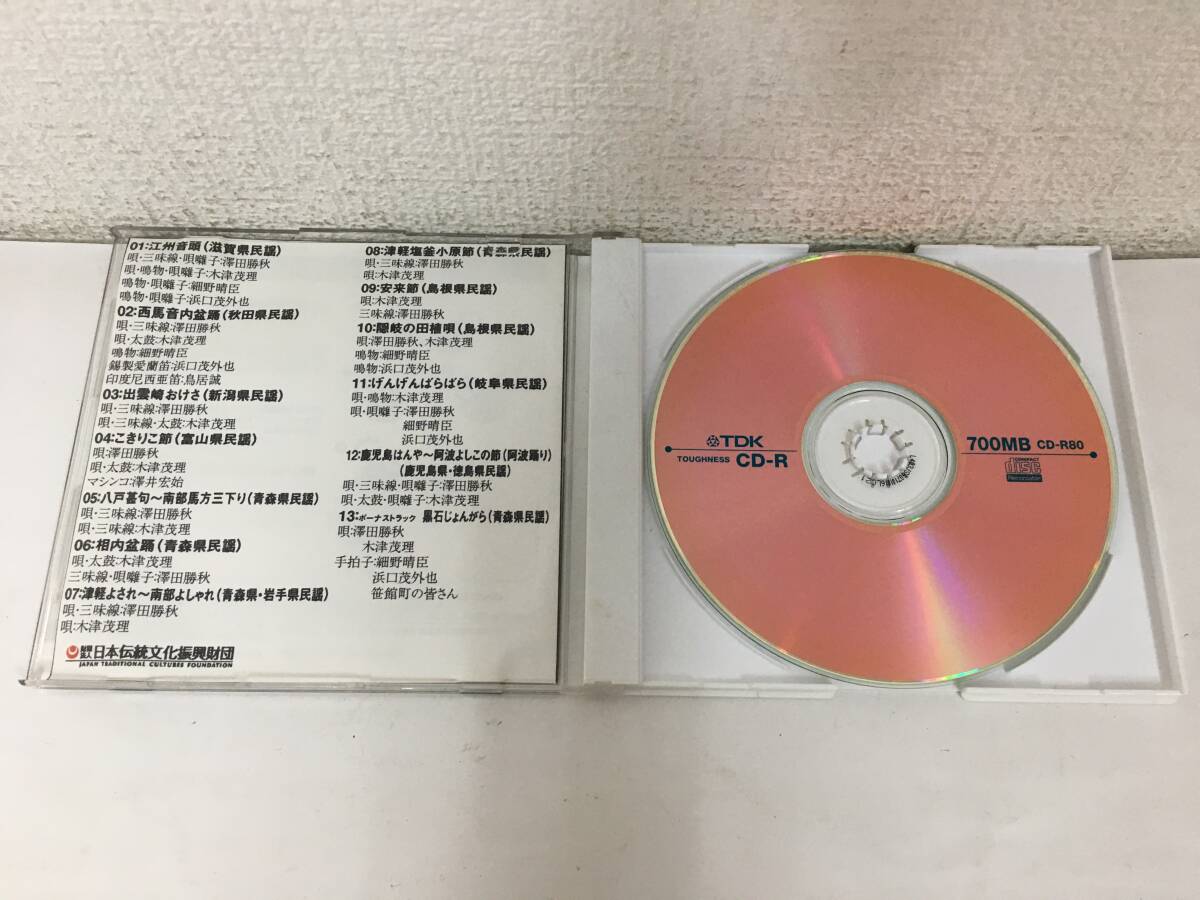 01:江州音頭(滋賀県民謡)
唄・三味線・唄囃子:澤田勝秋
唄・鳴物・唄囃子:木津茂理
鳴物・唄囃子:細野晴臣
鳴物・唄囃子:浜口茂外也
02:西馬音内盆踊(秋田県民謡)
唄・三味線:澤田勝秋
唄・太鼓:木津茂理
鳴物:細野晴臣
錫製愛蘭笛:浜口茂外也
印度尼西亜笛:鳥居誠
03:出雲崎おけさ(新潟県民謡)
唄・三味線:澤田勝秋
唄・三味線・太鼓:木津茂理
04:こきりこ節(富山県民謡)
唄:澤田勝秋
唄・太鼓:木津茂理
マシンコ:澤井宏始
05:八戸甚句〜南部馬方三下り(青森県民謡)
唄・三味線:澤田勝秋
唄・三味線:木津茂理
06:相内盆踊(青森県民謡)
唄・太鼓:木津茂理
三味線・唄囃子:澤田勝秋
07:津軽よされ〜南部よしゃれ(青森県・岩手県民謡)
唄・三味線:澤田勝秋
唄:木津茂理
財団法人 日本伝統文化振興財団
JAPAN TRADITIONAL CULTURES FOUNDATION
08:津軽塩釜小原節(青森県民謡)
唄・三味線:澤田勝秋
唄:木津茂理
09:安来節(島根県民謡)
唄:木津茂理
三味線:澤田勝秋
10:隠岐の田植唄(島根県民謡)
唄:澤田勝秋、木津茂理
鳴物:細野晴臣
鳴物:浜口茂外也
11:げんげんばらばら(岐阜県民謡)
唄・鳴物:木津茂理
唄・唄囃子:澤田勝秋
細野晴臣
浜口茂外也
12:鹿児島はんや〜阿波よしこの節(阿波踊り)
(鹿児島県・徳島県民謡)
唄・三味線・唄囃子:澤田勝秋
唄・太鼓・唄囃子:木津茂理
13:ボーナストラック 黒石じょんがら(青森県民謡)
唄:澤田勝秋
木津茂理
手拍子:細野晴臣
浜口茂外也
笹館町の皆さん
TDK
TOUGHNESS CD-R
700MB CD-R80
COMPACT
disc
Recordable